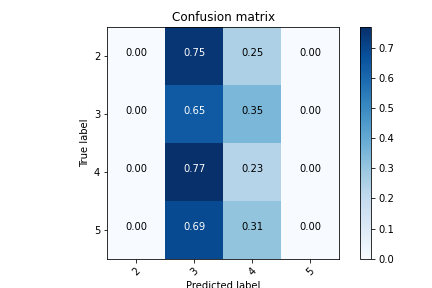 Confusion matrix
2 0.00 0.75 0.25 0.00
3 0.00 0.65 0.35 0.00
4 0.00 0.77 0.23 0.00
5 0.00 0.69 0.31 0.00
True label
2 3 4 5
Predicted label
0.7
0.6
0.5
0.4
0.3
0.2
0.1
0.0